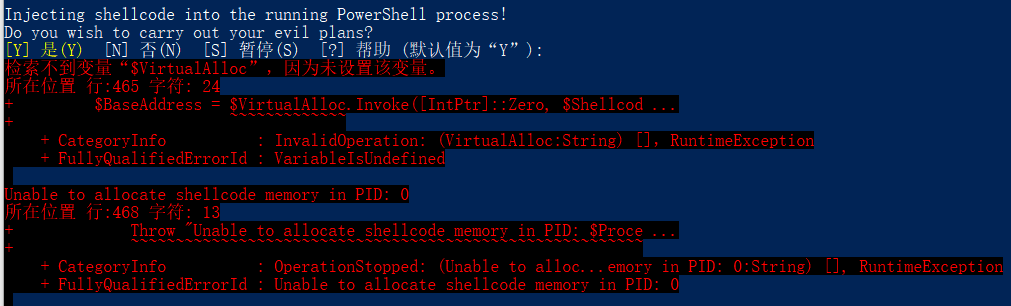 Injecting shellcode into the running PowerShell process!
Do you wish to carry out your evil plans?
[Y] 是(Y)  [N] 否(N)  [S] 暂停(S)  [?] 帮助 (默认值为“Y”):
检索不到变量“$VirtualAlloc”，因为未设置该变量。
所在位置 行:465 字符: 24
+         $BaseAddress = $VirtualAlloc.Invoke([IntPtr]::Zero, $Shellcod ...
+                        ~~~~~~~~~~~~~
    + CategoryInfo          : InvalidOperation: (VirtualAlloc:String) [], RuntimeException
    + FullyQualifiedErrorId : VariableIsUndefined
Unable to allocate shellcode memory in PID: 0
所在位置 行:468 字符: 13
+             Throw "Unable to allocate shellcode memory in PID: $Proce ...
+             ~~~~~~~~~~~~~~~~~~~~~~~~~~~~~~~~~~~~~~~~~~~~~~~~~~~~~~~~~
    + CategoryInfo          : OperationStopped: (Unable to alloc...emory in PID: 0:String) [], RuntimeException
    + FullyQualifiedErrorId : Unable to allocate shellcode memory in PID: 0